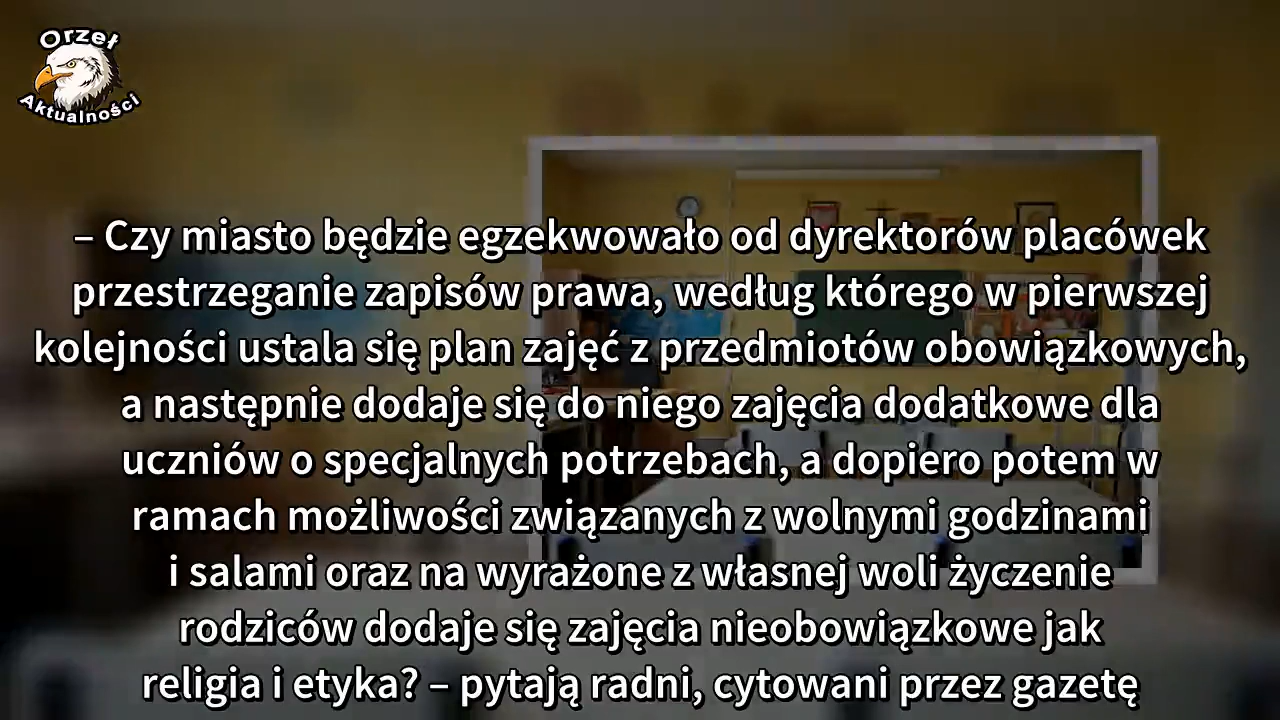 Orzeł
Aktualności
– Czy miasto będzie egzekwowało od dyrektorów placówek
przestrzeganie zapisów prawa, według którego w pierwszej
kolejności ustala się plan zajęć z przedmiotów obowiązkowych,
a następnie dodaje się do niego zajęcia dodatkowe dla
uczniów o specjalnych potrzebach, a dopiero potem w
ramach możliwości związanych z wolnymi godzinami
i salami oraz na wyrażone z własnej woli życzenie
rodziców dodaje się zajęcia nieobowiązkowe jak
religia i etyka? – pytają radni, cytowani przez gazetę